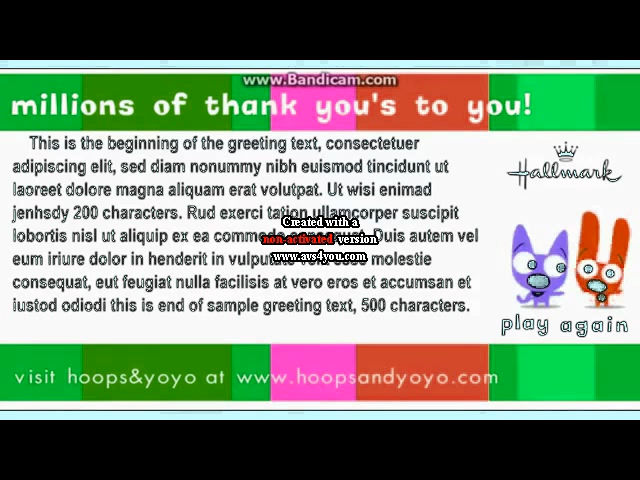 www.Bandicam.com
millions of thank you's to you!
This is the beginning of the greeting text, consectetuer
adipiscing elit, sed diam nonummy nibh euismod tincidunt ut
laoreet dolore magna aliquam erat volutpat. Ut wisi enimad
jenhsdy 200 characters. Rud exerci tation ullamcorper suscipit
lobortis nisl ut aliquip ex ea commodo Duis autem vel
eum iriure dolor in henderit in vulputate molestie
consequat, eut feugiat nulla facilisis at vero eros et accumsan et
iustod odiodi this is end of sample greeting text, 500 characters.
Created with a
non-activated version
www.avs4you.com
Hallmark
play again
visit hoops&yoyo at www.hoopsandyoyo.com